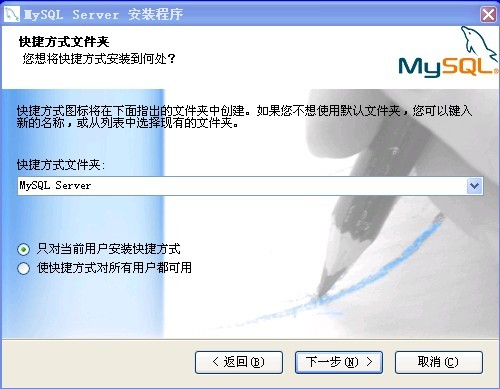 MySQL Server 安装程序
快捷方式文件夹
您想将快捷方式安装到何处?
MySQL
快捷方式图标将在下面指出的文件夹中创建。如果您不想使用默认文件夹,您可以键入
新的名称,或从列表中选择现有的文件夹。
快捷方式文件夹:
MySQL Server
只对当前用户安装快捷方式
使快捷方式对所有用户都可用
< 返回(B)
下一步(N) >
取消(C)